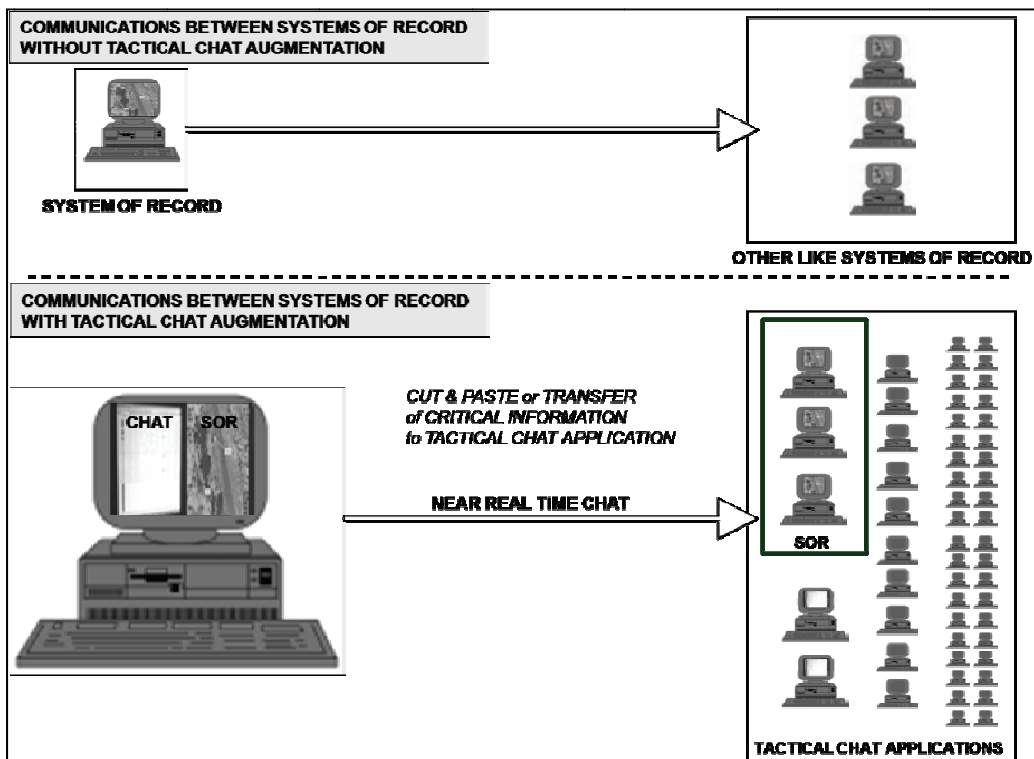 COMMUNICATIONS BETWEEN SYSTEMS OF RECORD
WITHOUT TACTICAL CHAT AUGMENTATION
SYSTEM OF RECORD
OTHER LIKE SYSTEMS OF RECORD
COMMUNICATIONS BETWEEN SYSTEMS OF RECORD
WITH TACTICAL CHAT AUGMENTATION
CHAT SOR
CUT & PASTE or TRANSFER
of CRITICAL INFORMATION
to TACTICAL CHAT APPLICATION
NEAR REAL TIME CHAT
SOR
TACTICAL CHAT APPLICATIONS